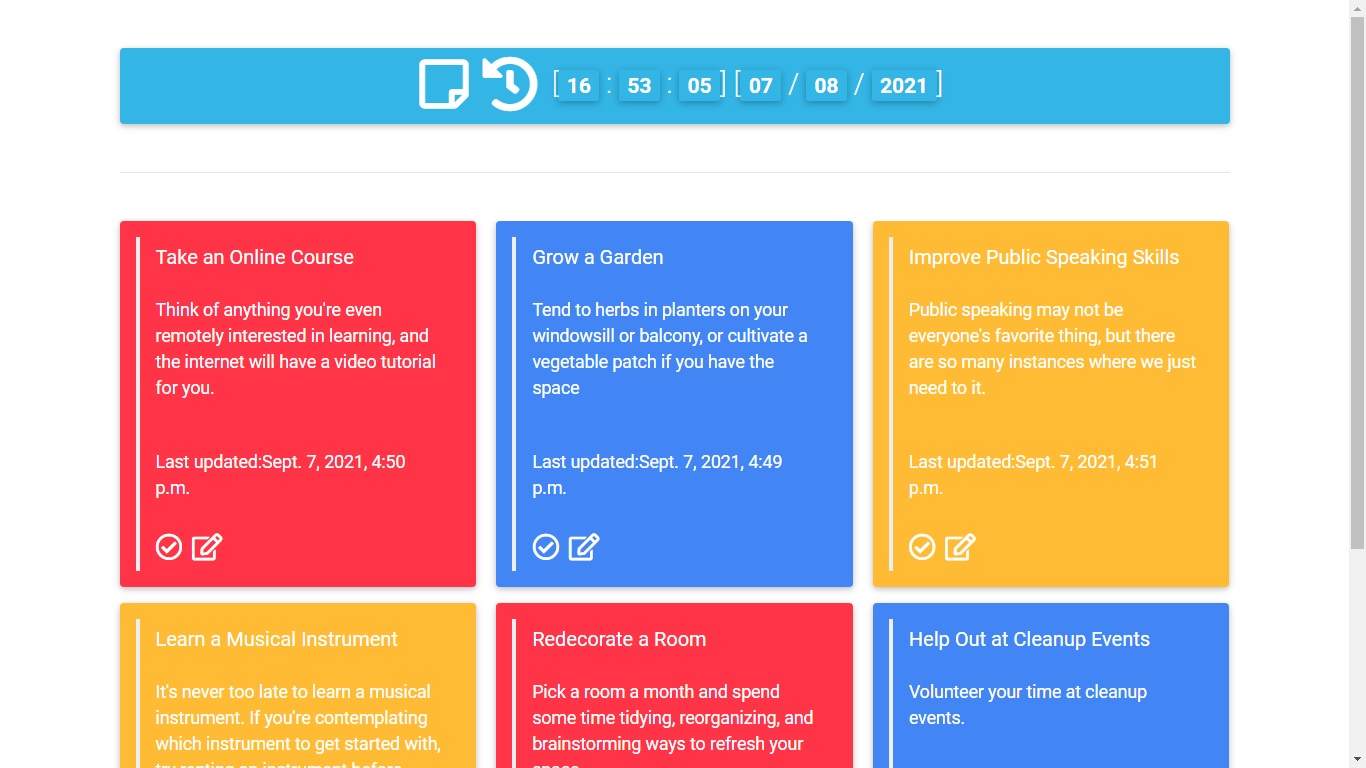 [ 16 : 53 : 05 ] [ 07 / 08 / 2021 ]
Take an Online Course
Think of anything you're even
remotely interested in learning, and
the internet will have a video tutorial
for you.
Last updated:Sept. 7, 2021, 4:50
p.m.
Grow a Garden
Tend to herbs in planters on your
windowsill or balcony, or cultivate a
vegetable patch if you have the
space
Last updated:Sept. 7, 2021, 4:49
p.m.
Improve Public Speaking Skills
Public speaking may not be
everyone's favorite thing, but there
are so many instances where we just
need to it.
Last updated:Sept. 7, 2021, 4:51
p.m.
Learn a Musical Instrument
It's never too late to learn a musical
instrument. If you're contemplating
which instrument to get started with,
try renting an instrument before
Redecorate a Room
Pick a room a month and spend
some time tidying, reorganizing, and
brainstorming ways to refresh your
space.
Help Out at Cleanup Events
Volunteer your time at cleanup
events.